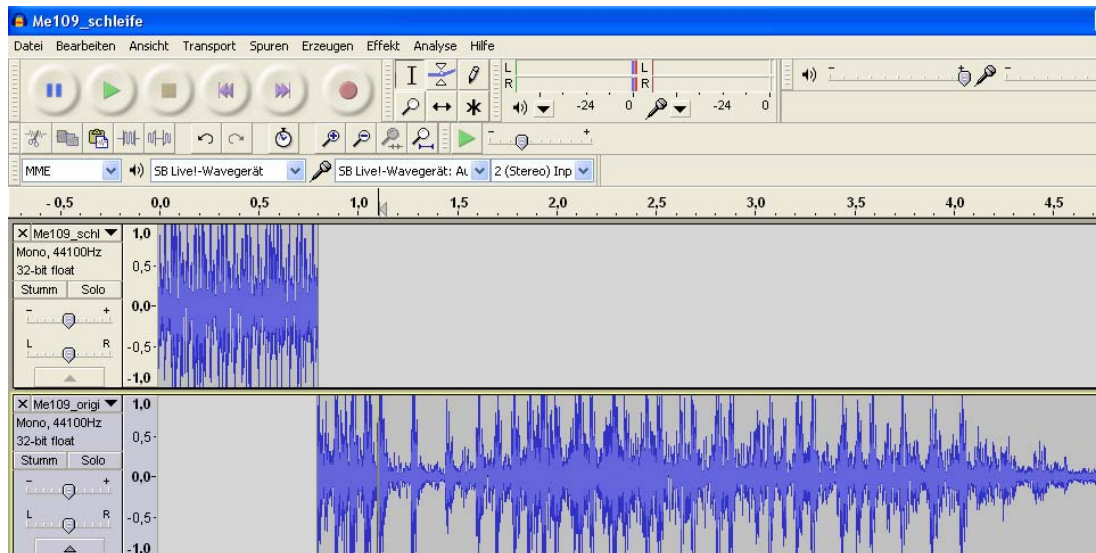 Me109_schleife
Datei Bearbeiten Ansicht Transport Spuren Erzeugen Effekt Analyse Hilfe
L L
R R
-24 0 -24 0
MME SB Live!-Wavegerät SB Live!-Wavegerät: Au 2 (Stereo) Inp
- 0,5 0,0 0,5 1,0 1,5 2,0 2,5 3,0 3,5 4,0 4,5
Me109_schl 1,0
Mono, 44100Hz
32-bit float 0,5
Stumm Solo
- + 0,0
L R -0,5
-1,0
Me109_origi 1,0
Mono, 44100Hz
32-bit float 0,5
Stumm Solo
- + 0,0
L R -0,5
-1,0